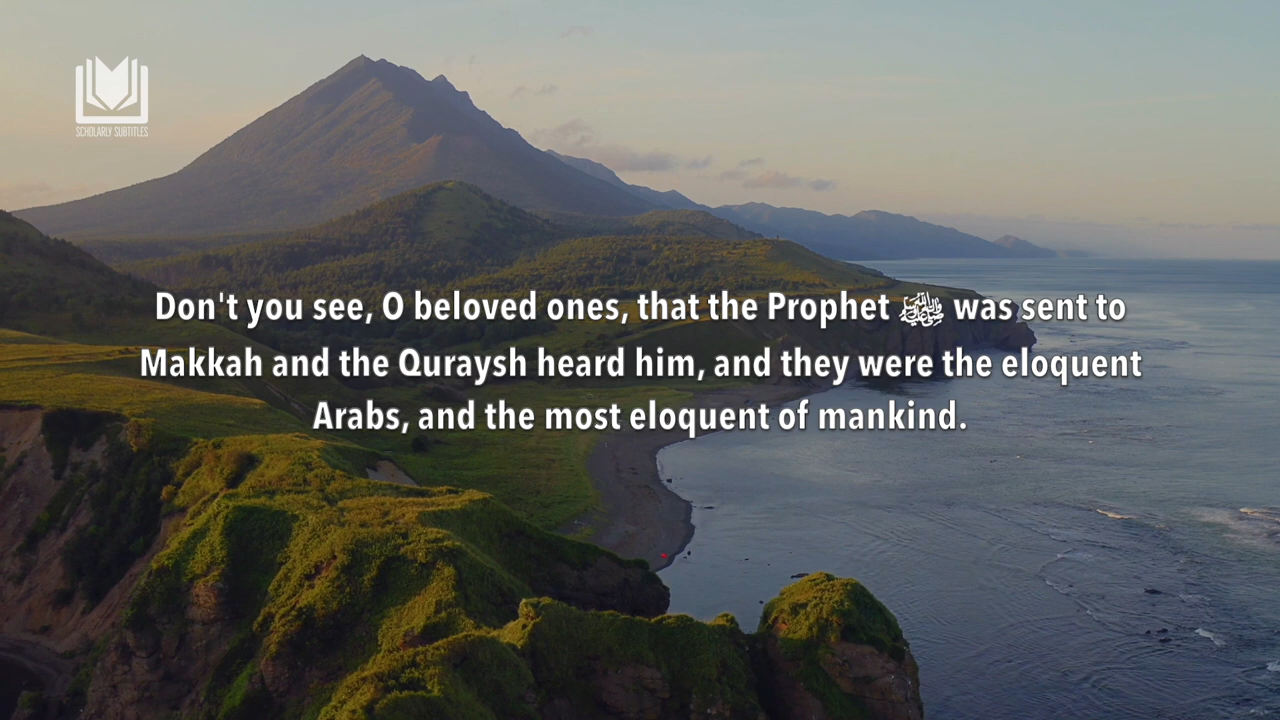 SCHOLARLY SUBTITLES
Don't you see, O beloved ones, that the Prophet ﷺ was sent to
Makkah and the Quraysh heard him, and they were the eloquent
Arabs, and the most eloquent of mankind.